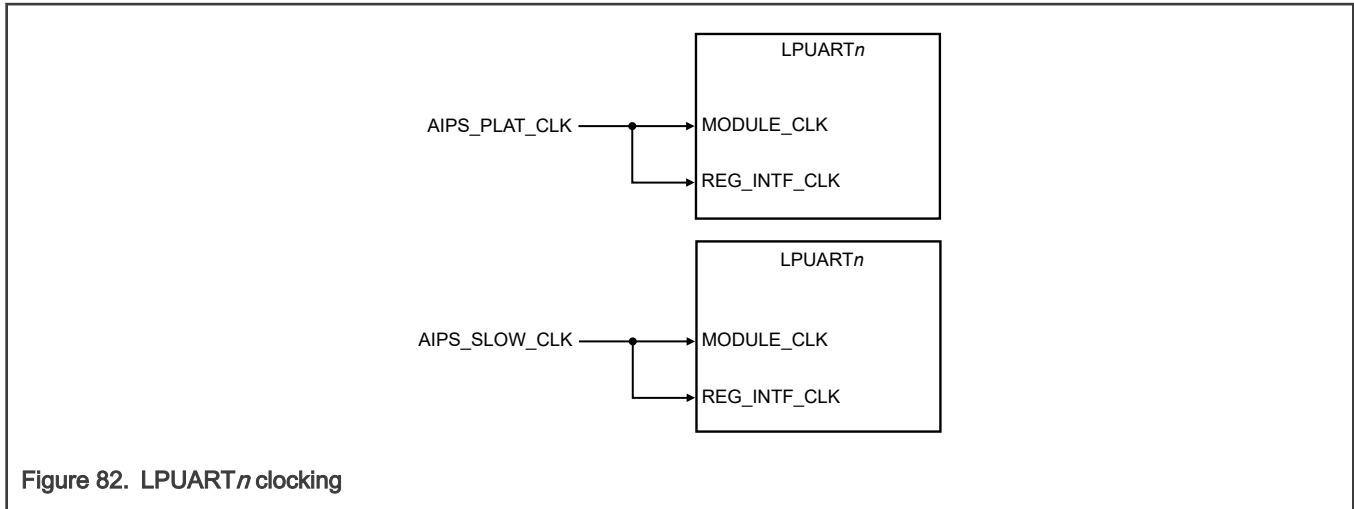 LPUARTn
AIPS_PLAT_CLK
MODULE_CLK
REG_INTF_CLK
LPUARTn
AIPS_SLOW_CLK
MODULE_CLK
REG_INTF_CLK
Figure 82. LPUARTn clocking